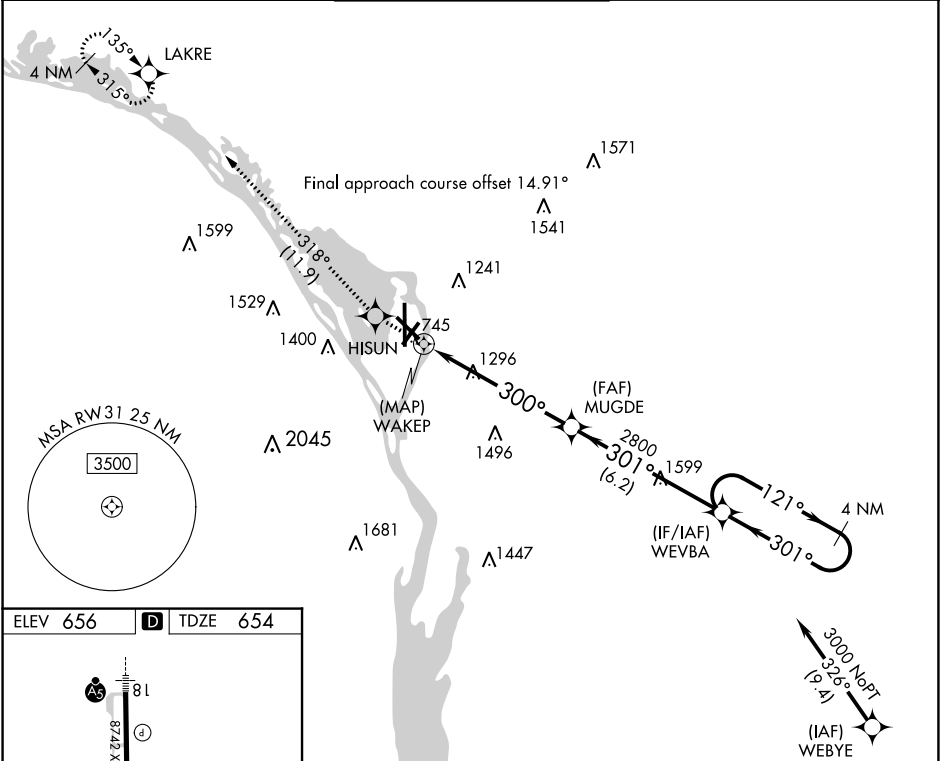 135°
LAKRE
4 NM
315°
1571
Final approach course offset 14.91°
1541
1599
318°
(11.9)
1241
1529
745
1400
HISUN
1296
(MAP)
WAKEP
300°
(FAF)
MUGDE
MSA RW31 25 NM
3500
2045
1496
2800
301°
(6.2)
1599
121°
4 NM
(IF/IAF)
WEVBA
301°
1681
1447
ELEV 656
D
TDZE 654
3000 NoPT
326°
(9.4)
(IAF)
WEBYE
A5
18
P
8742 X